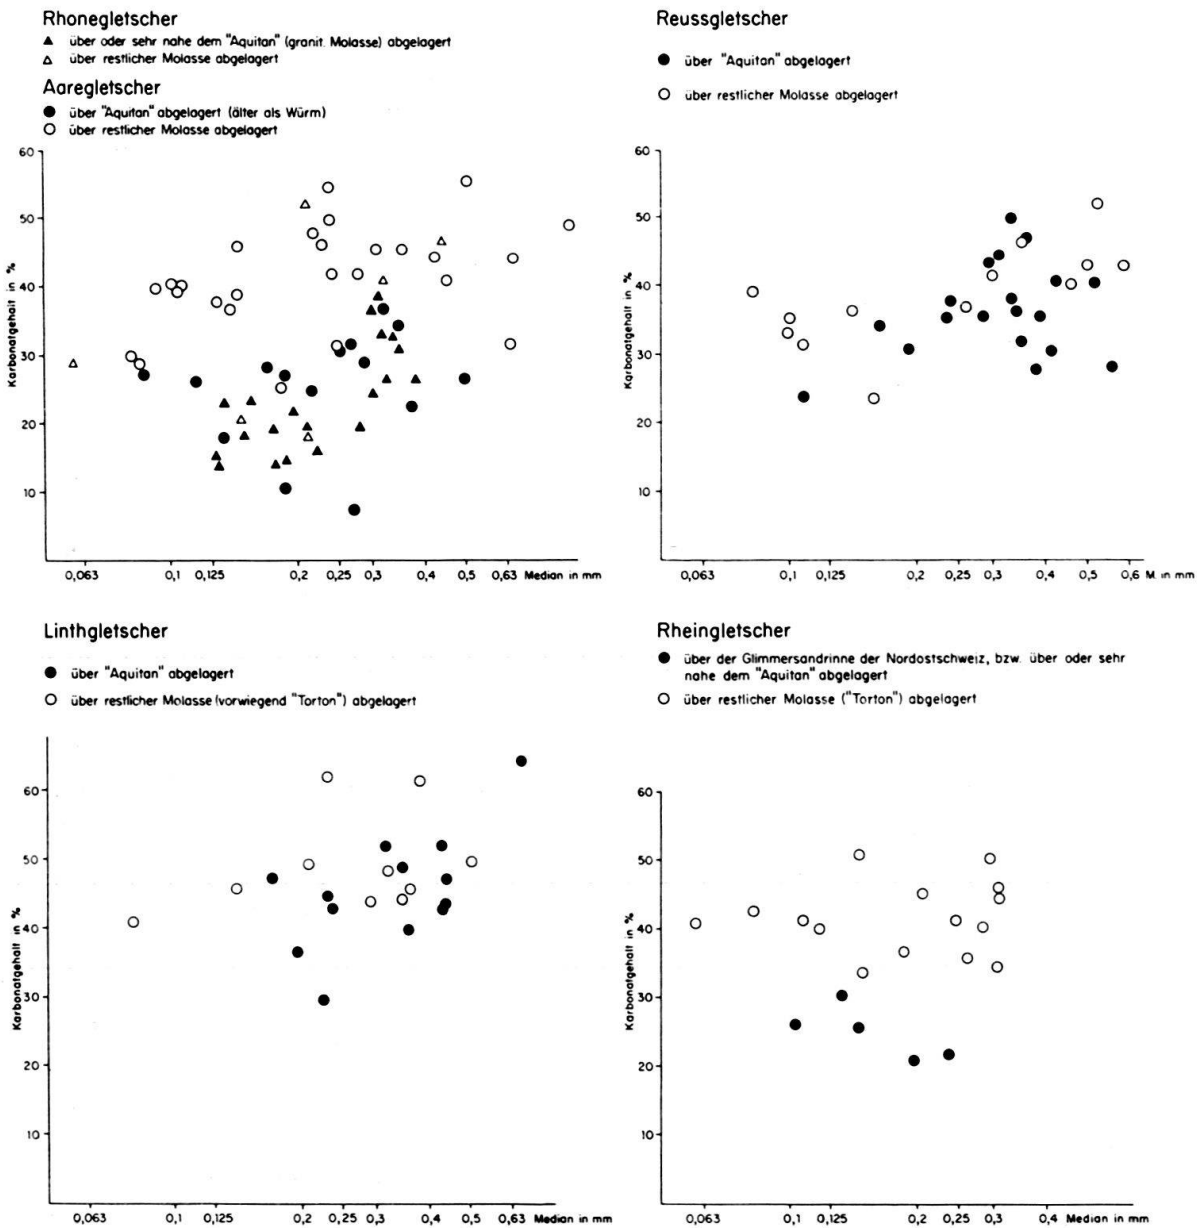 Rhonegletscher
▲ über oder sehr nahe dem "Aquitan" (granit. Molasse) abgelagert
△ über restlicher Molasse abgelagert
Aaregletscher
● über "Aquitan" abgelagert (älter als Würm)
○ über restlicher Molasse abgelagert
Karbonatgehalt in %
60
50
40
30
20
10
0,063 0,1 0,125 0,2 0,25 0,3 0,4 0,5 0,63 Median in mm
Reussgletscher
● über "Aquitan" abgelagert
○ über restlicher Molasse abgelagert
Karbonatgehalt in %
60
50
40
30
20
10
0,063 0,1 0,125 0,2 0,25 0,3 0,4 0,5 0,6 M. in mm
Linthgletscher
● über "Aquitan" abgelagert
○ über restlicher Molasse (vorwiegend "Torton") abgelagert
Karbonatgehalt in %
60
50
40
30
20
10
0,063 0,1 0,125 0,2 0,25 0,3 0,4 0,5 0,63 Median in mm
Rheingletscher
● über der Glimmersandrinne der Nordostschweiz, bzw. über oder sehr
nahe dem "Aquitan" abgelagert
○ über restlicher Molasse ("Torton") abgelagert
Karbonatgehalt in %
60
50
40
30
20
10
0,063 0,1 0,125 0,2 0,25 0,3 0,4 Median in mm